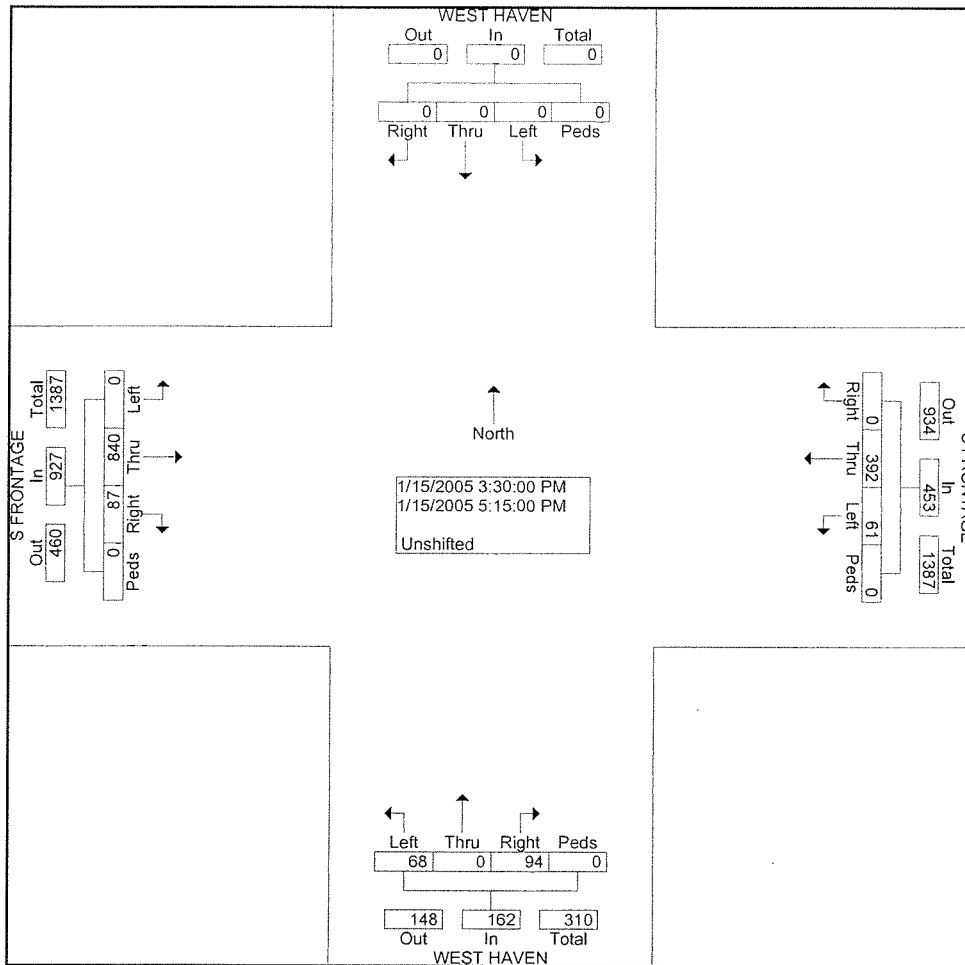 WEST HAVEN
Out In Total
0 0 0
0 0 0 0
Right Thru Left Peds
S FRONTAGE
Total In Out
1387 927 460
0 840 87 0
Left Thru Right Peds
North
1/15/2005 3:30:00 PM
1/15/2005 5:15:00 PM
Unshifted
Right Thru Left Peds
0 392 61 0
934 453 1387
Out In Total
FRONTAGE
Left Thru Right Peds
68 0 94 0
148 162 310
Out In Total
WEST HAVEN